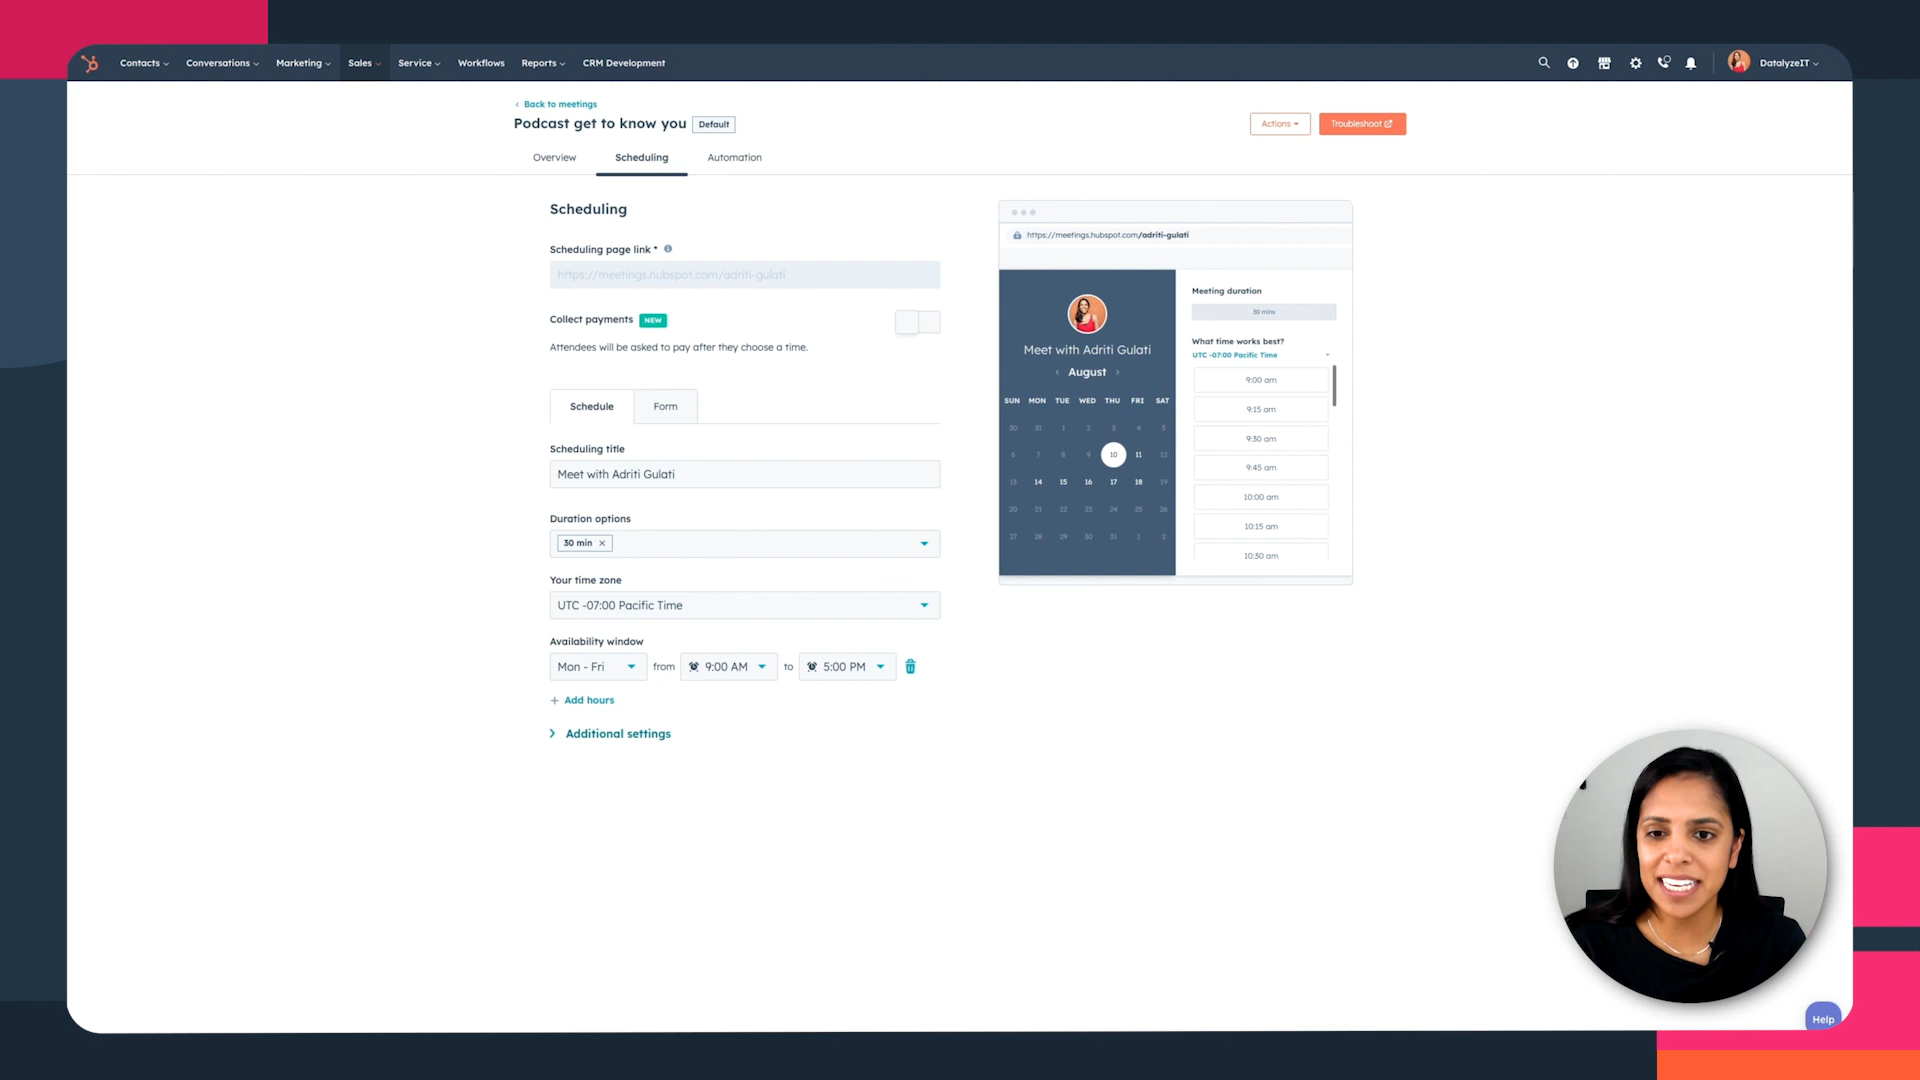 Contacts
Conversations
Marketing
Sales
Service
Workflows
Reports
CRM Development
DatalyzeIT
Back to meetings
Podcast get to know you
Default
Actions
Troubleshoot
Overview
Scheduling
Automation
Scheduling
Scheduling page link *
https://meetings.hubspot.com/adriti-gulati
Collect payments NEW
Attendees will be asked to pay after they choose a time.
Schedule
Form
Scheduling title
Meet with Adriti Gulati
Duration options
30 min
Your time zone
UTC -07:00 Pacific Time
Availability window
Mon - Fri from 9:00 AM to 5:00 PM
+ Add hours
Additional settings
https://meetings.hubspot.com/adriti-gulati
Meet with Adriti Gulati
August
SUN MON TUE WED THU FRI SAT
30 31 1 2 3 4 5
6 7 8 9 10 11 12
13 14 15 16 17 18 19
20 21 22 23 24 25 26
27 28 29 30 31 1 2
Meeting duration
30 mins
What time works best?
UTC -07:00 Pacific Time
9:00 am
9:15 am
9:30 am
9:45 am
10:00 am
10:15 am
10:30 am
Help